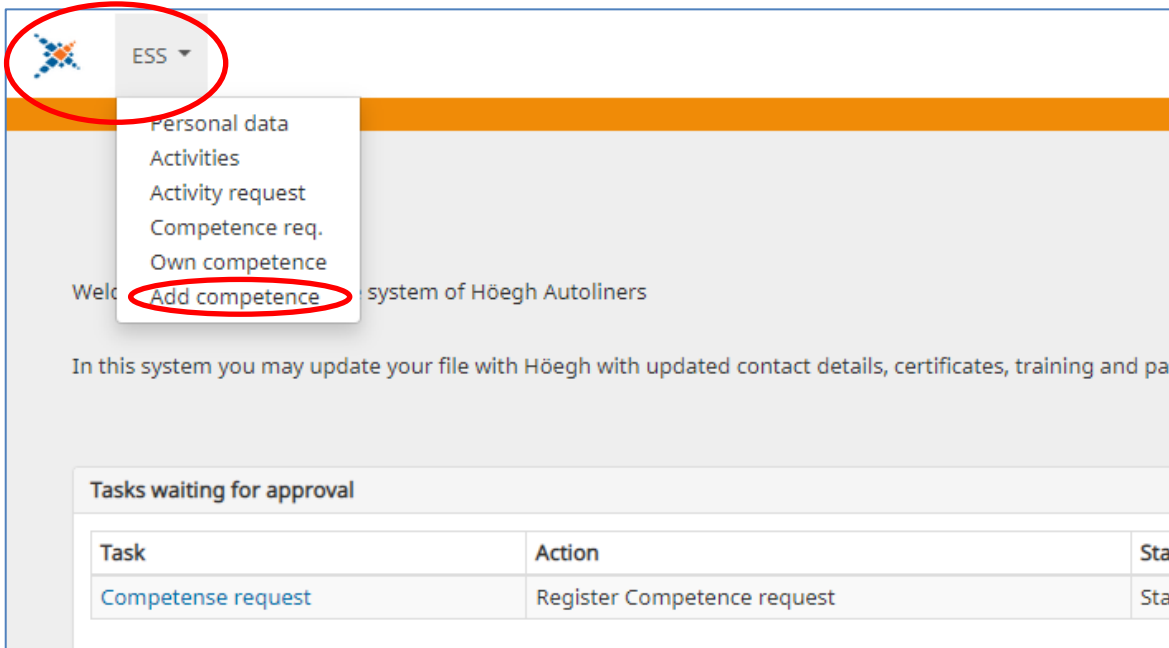 ESS
Personal data
Activities
Activity request
Competence req.
Own competence
Add competence
Welc system of Höegh Autoliners
In this system you may update your file with Höegh with updated contact details, certificates, training and pa
Tasks waiting for approval
Task Action Sta
Competense request Register Competence request Sta